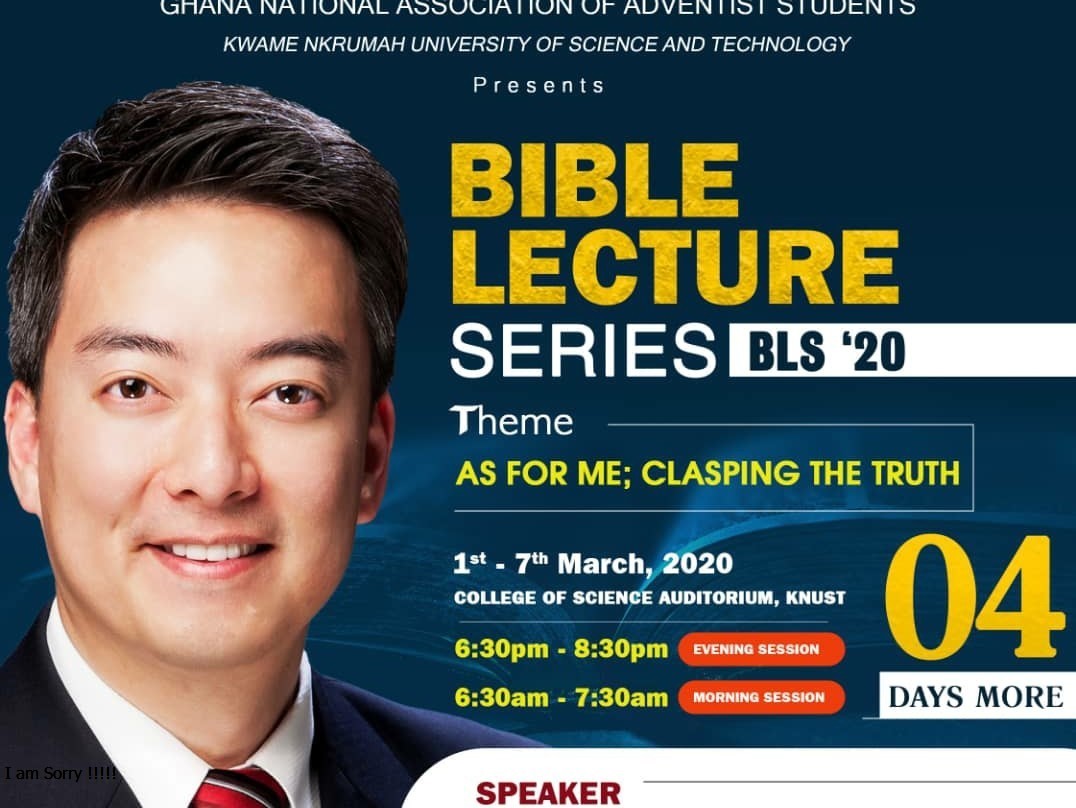 GHANA NATIONAL ASSOCIATION OF ADVENTIST STUDENTS
KWAME NKRUMAH UNIVERSITY OF SCIENCE AND TECHNOLOGY
Presents
BIBLE
LECTURE
SERIES BLS ‘20
Theme
AS FOR ME; CLASPING THE TRUTH
1st - 7th March, 2020
COLLEGE OF SCIENCE AUDITORIUM, KNUST
6:30pm - 8:30pm EVENING SESSION
6:30am - 7:30am MORNING SESSION
04
DAYS MORE
I am Sorry !!!!!
SPEAKER